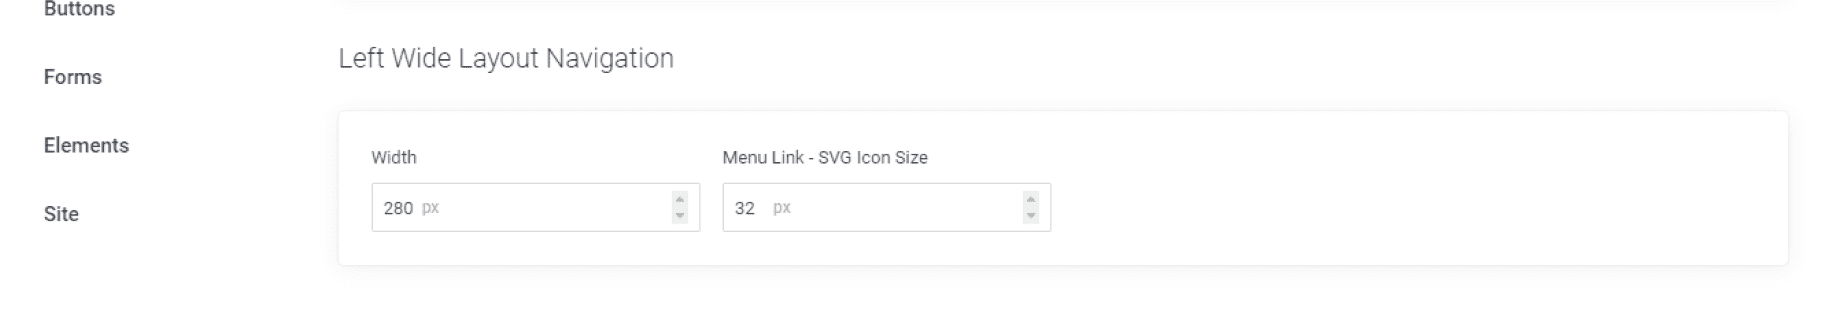 Buttons
Forms
Elements
Site
Left Wide Layout Navigation
Width
280 px
Menu Link - SVG Icon Size
32 px